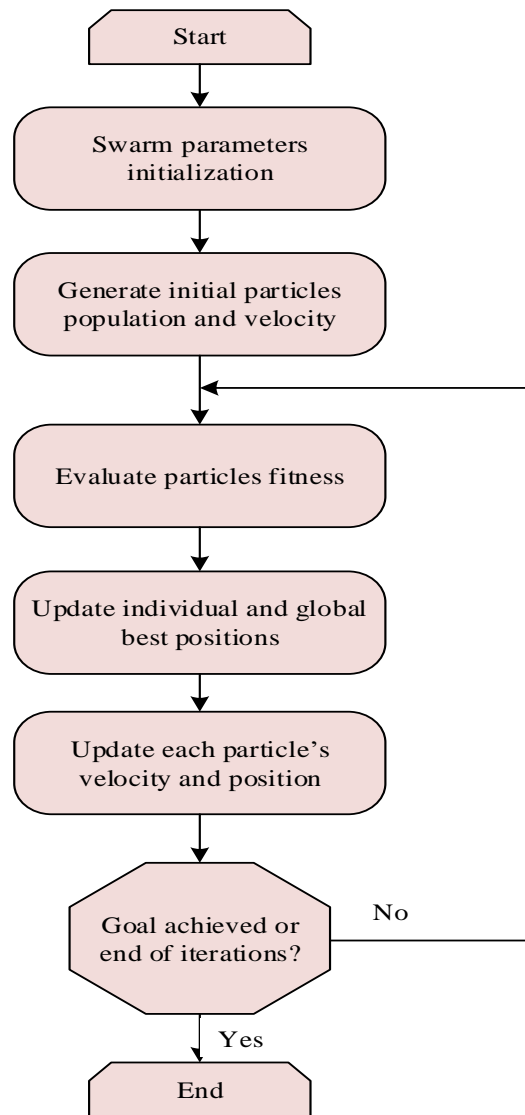 Start
Swarm parameters
initialization
Generate initial particles
population and velocity
Evaluate particles fitness
Update individual and global
best positions
Update each particle’s
velocity and position
Goal achieved or
end of iterations?
No
Yes
End